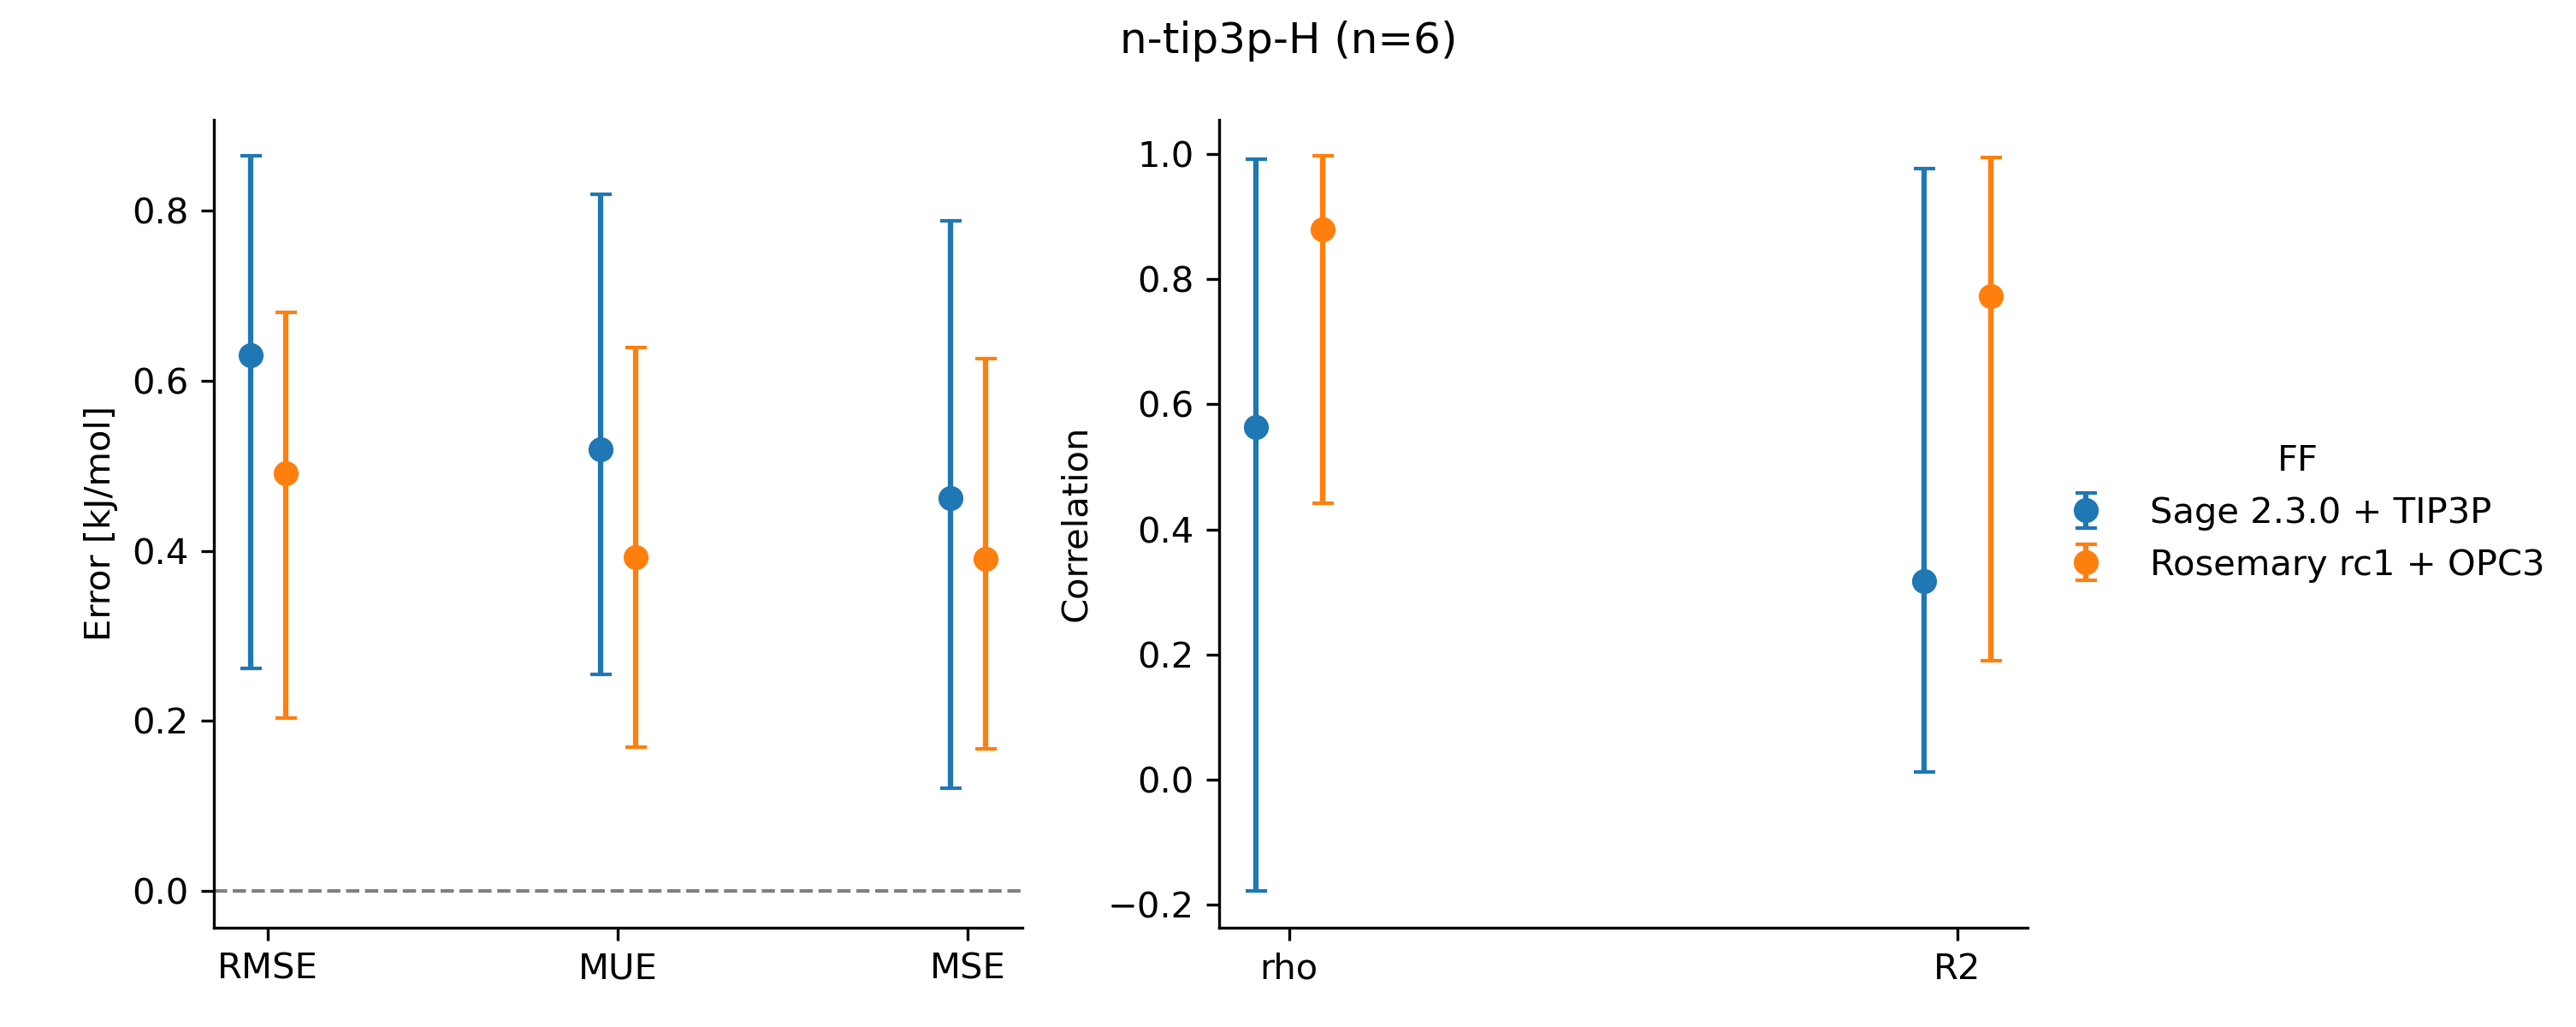 n-tip3p-H (n=6)
Error [kJ/mol]
0.8
0.6
0.4
0.2
0.0
RMSE
MUE
MSE
Correlation
1.0
0.8
0.6
0.4
0.2
0.0
−0.2
rho
R2
FF
Sage 2.3.0 + TIP3P
Rosemary rc1 + OPC3